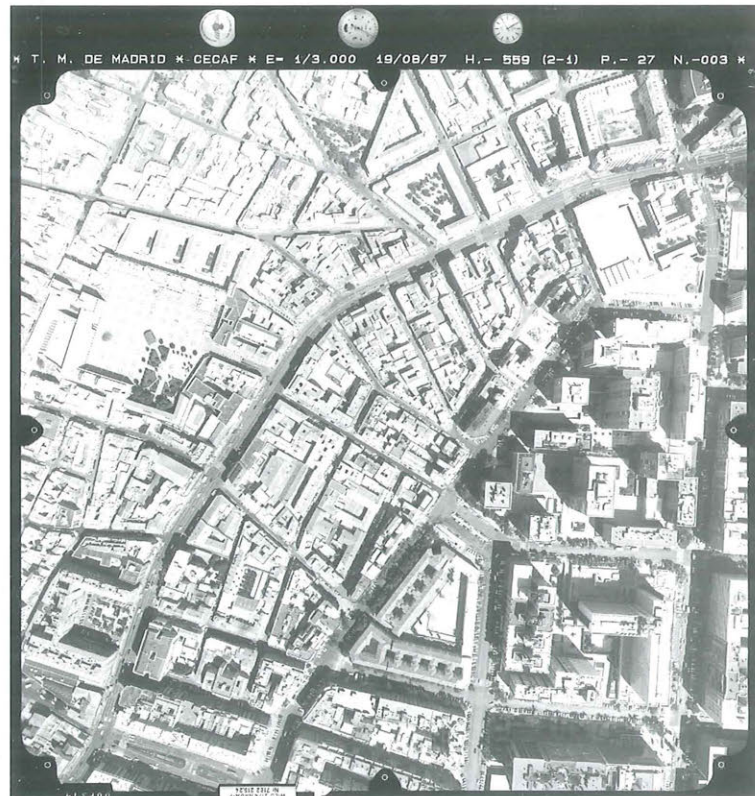 * T. M. DE MADRID * CECAF * E= 1/3.000 19/08/97 H.- 559 (2-1) P.- 27 N.-003 *